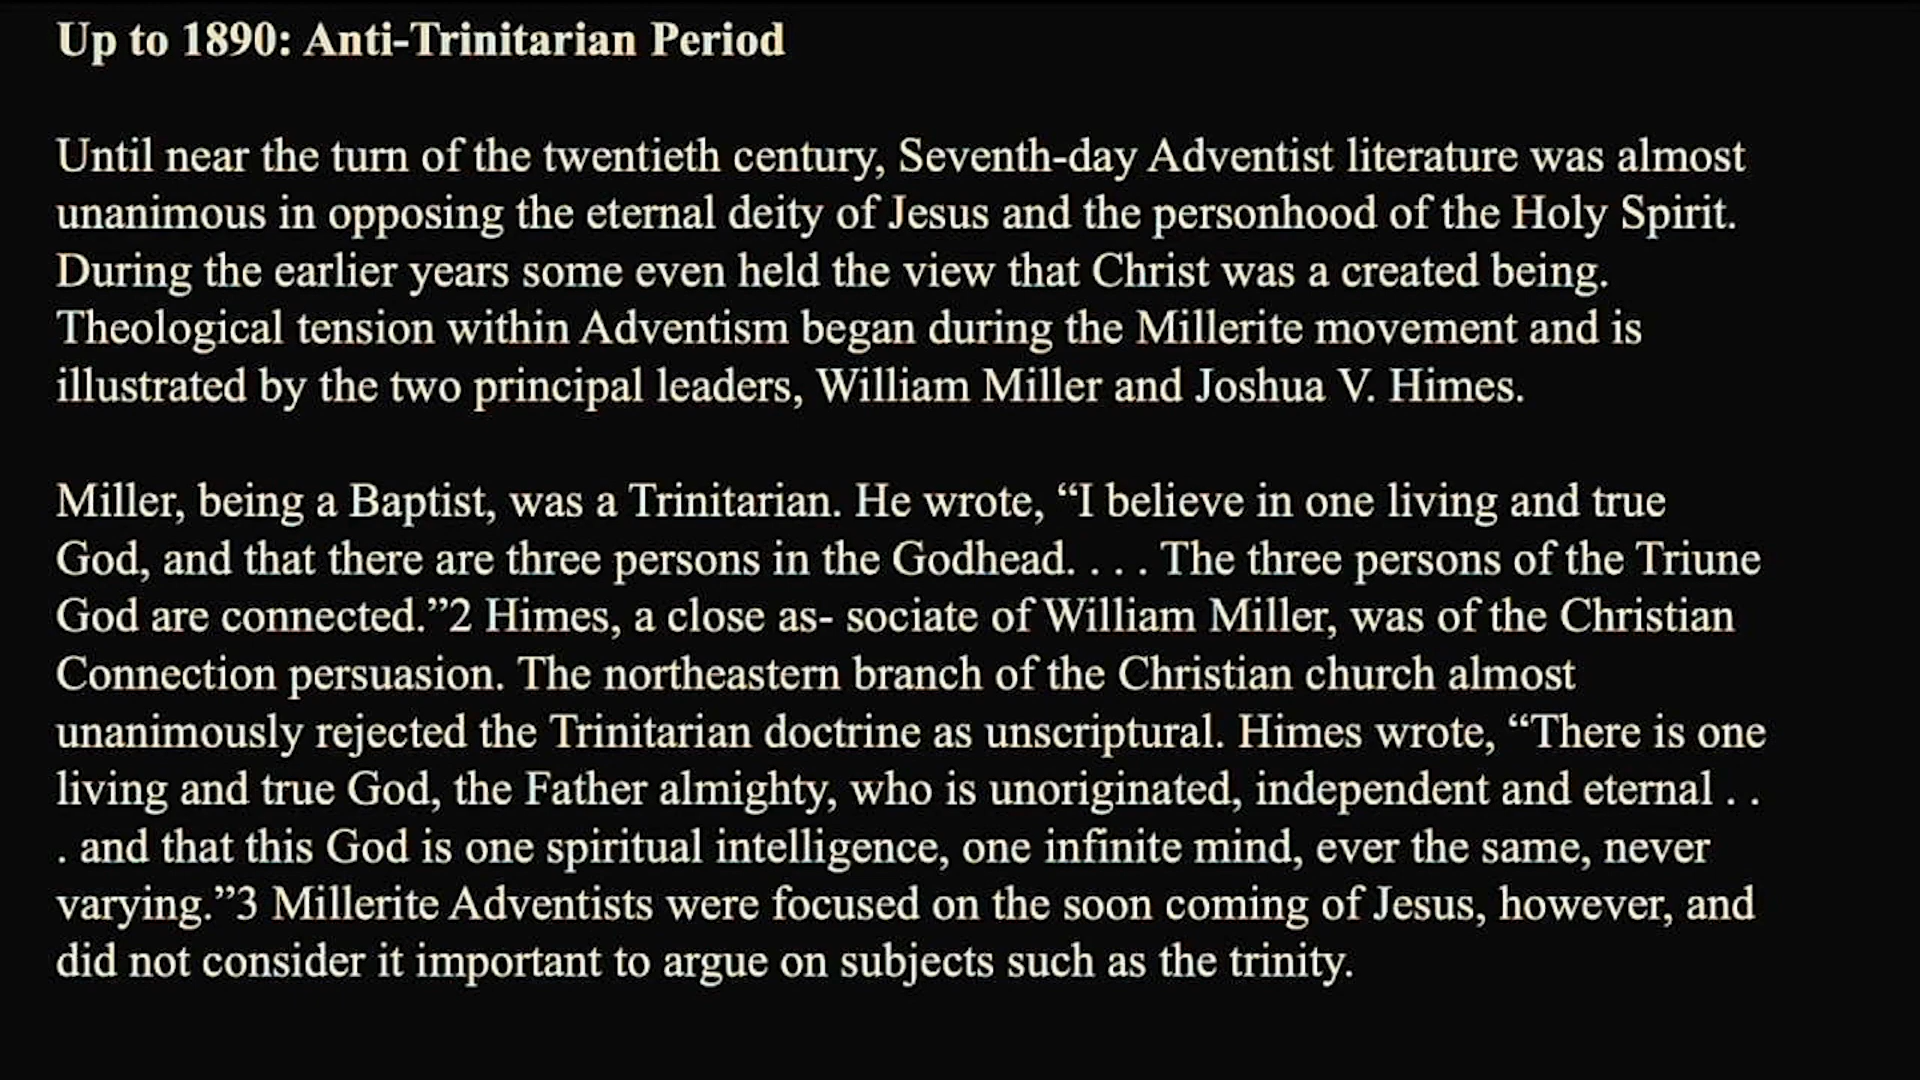 Up to 1890: Anti-Trinitarian Period
Until near the turn of the twentieth century, Seventh-day Adventist literature was almost
unanimous in opposing the eternal deity of Jesus and the personhood of the Holy Spirit.
During the earlier years some even held the view that Christ was a created being.
Theological tension within Adventism began during the Millerite movement and is
illustrated by the two principal leaders, William Miller and Joshua V. Himes.
Miller, being a Baptist, was a Trinitarian. He wrote, “I believe in one living and true
God, and that there are three persons in the Godhead. . . . The three persons of the Triune
God are connected.”2 Himes, a close as- sociate of William Miller, was of the Christian
Connection persuasion. The northeastern branch of the Christian church almost
unanimously rejected the Trinitarian doctrine as unscriptural. Himes wrote, “There is one
living and true God, the Father almighty, who is unoriginated, independent and eternal . .
. and that this God is one spiritual intelligence, one infinite mind, ever the same, never
varying.”3 Millerite Adventists were focused on the soon coming of Jesus, however, and
did not consider it important to argue on subjects such as the trinity.